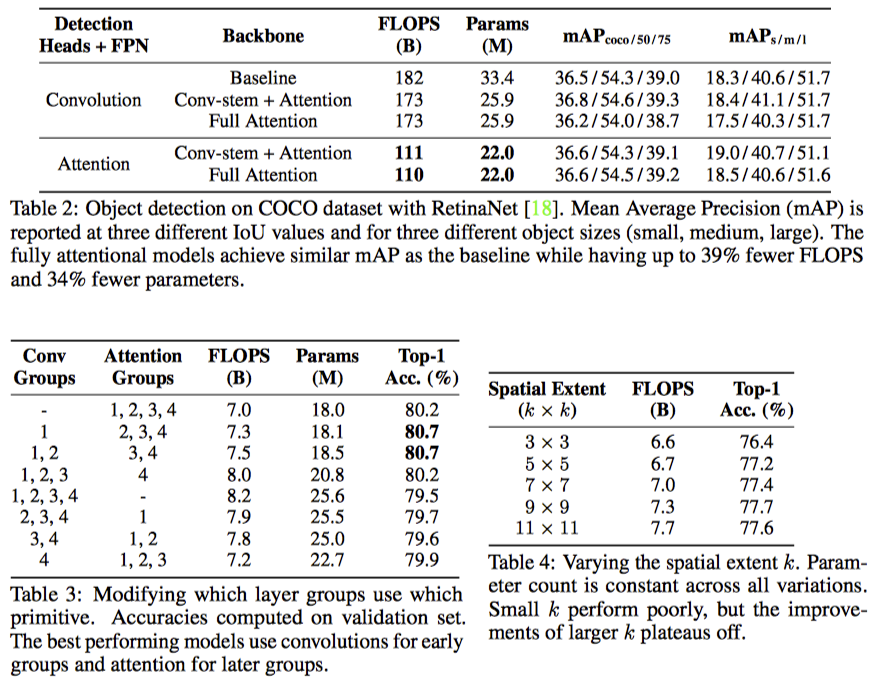 Detection Heads + FPN | Backbone | FLOPS (B) | Params (M) | mAPcoco/50/75 | mAPs/m/l
Convolution | Baseline | 182 | 33.4 | 36.5/54.3/39.0 | 18.3/40.6/51.7
Conv-stem + Attention | 173 | 25.9 | 36.8/54.6/39.3 | 18.4/41.1/51.7
Full Attention | 173 | 25.9 | 36.2/54.0/38.7 | 17.5/40.3/51.7
Attention | Conv-stem + Attention | 111 | 22.0 | 36.6/54.3/39.1 | 19.0/40.7/51.1
Full Attention | 110 | 22.0 | 36.6/54.5/39.2 | 18.5/40.6/51.6
Table 2: Object detection on COCO dataset with RetinaNet [18]. Mean Average Precision (mAP) is
reported at three different IoU values and for three different object sizes (small, medium, large). The
fully attentional models achieve similar mAP as the baseline while having up to 39% fewer FLOPS
and 34% fewer parameters.
Conv Groups | Attention Groups | FLOPS (B) | Params (M) | Top-1 Acc. (%)
- | 1, 2, 3, 4 | 7.0 | 18.0 | 80.2
1 | 2, 3, 4 | 7.3 | 18.1 | 80.7
1, 2 | 3, 4 | 7.5 | 18.5 | 80.7
1, 2, 3 | 4 | 8.0 | 20.8 | 80.2
1, 2, 3, 4 | - | 8.2 | 25.6 | 79.5
2, 3, 4 | 1 | 7.9 | 25.5 | 79.7
3, 4 | 1, 2 | 7.8 | 25.0 | 79.6
4 | 1, 2, 3 | 7.2 | 22.7 | 79.9
Table 3: Modifying which layer groups use which
primitive. Accuracies computed on validation set.
The best performing models use convolutions for early
groups and attention for later groups.
Spatial Extent (k × k) | FLOPS (B) | Top-1 Acc. (%)
3 × 3 | 6.6 | 76.4
5 × 5 | 6.7 | 77.2
7 × 7 | 7.0 | 77.4
9 × 9 | 7.3 | 77.7
11 × 11 | 7.7 | 77.6
Table 4: Varying the spatial extent k. Param-
eter count is constant across all variations.
Small k perform poorly, but the improve-
ments of larger k plateaus off.